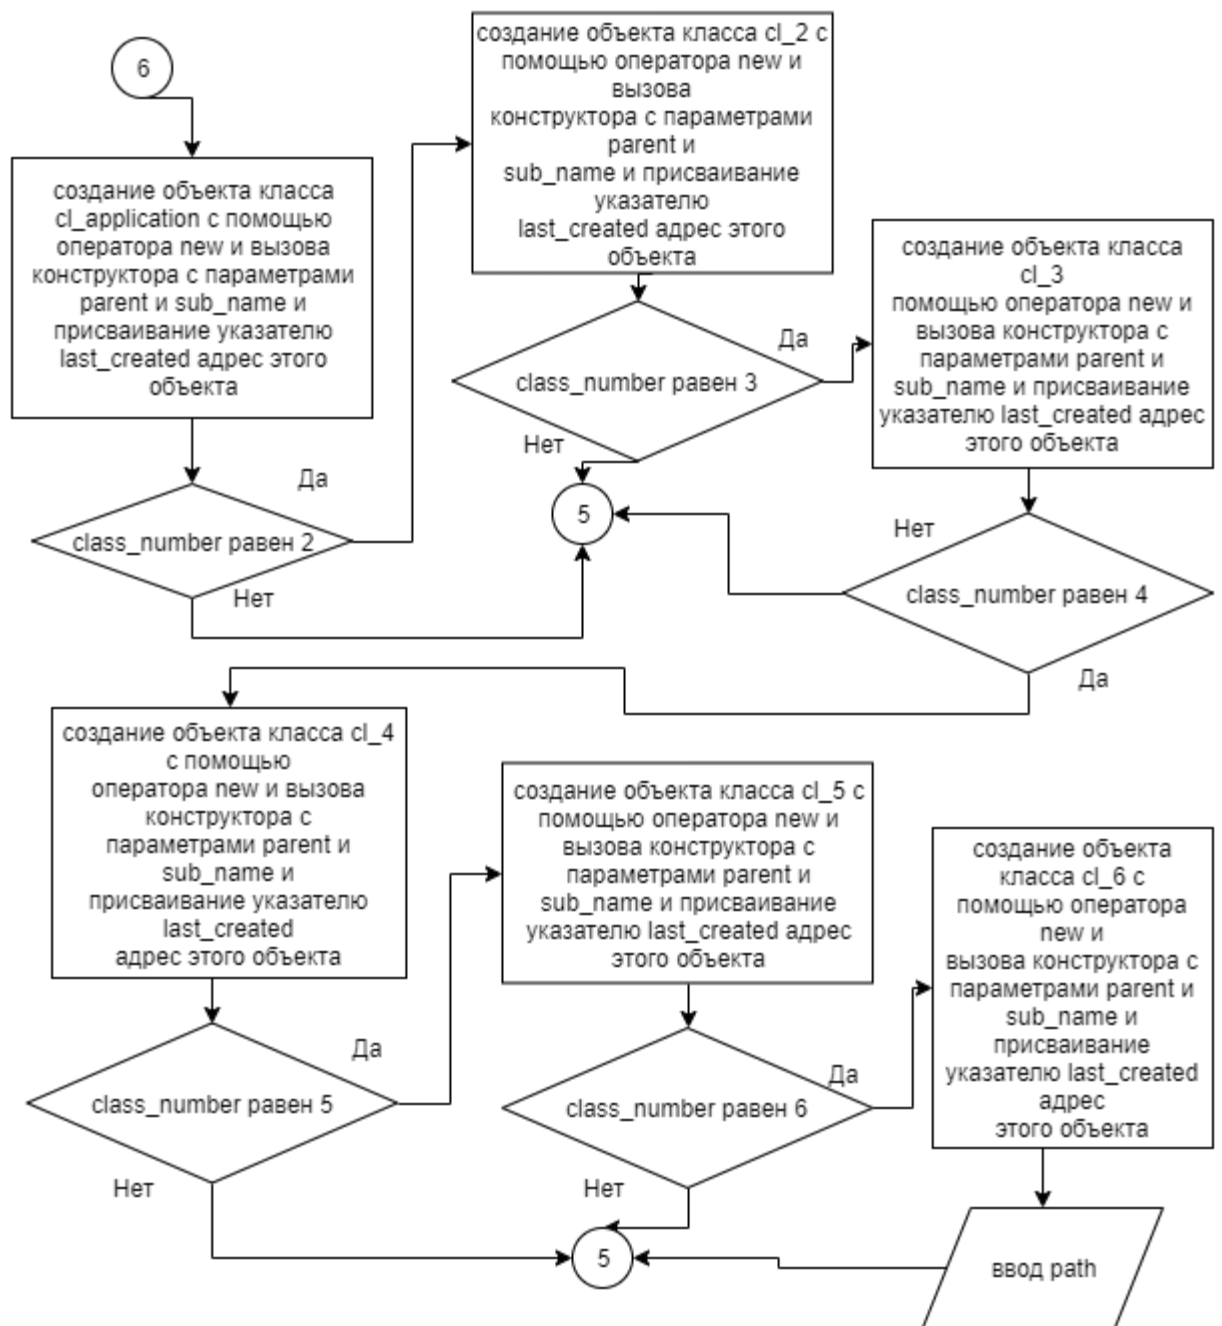 6
создание объекта класса
cl_application с помощью
оператора new и вызова
конструктора с параметрами
parent и sub_name и
присваивание указателю
last_created адрес этого
объекта
class_number равен 2
Да
Нет
создание объекта класса cl_2 с
помощью оператора new и
вызова
конструктора с параметрами
parent и
sub_name и присваивание
указателю
last_created адрес этого
объекта
class_number равен 3
Да
Нет
5
создание объекта класса
cl_3
помощью оператора new и
вызова конструктора с
параметрами parent и
sub_name и присваивание
указателю last_created адрес
этого объекта
Нет
class_number равен 4
Да
создание объекта класса cl_4
с помощью
оператора new и вызова
конструктора с
параметрами parent и
sub_name и
присваивание указателю
last_created
адрес этого объекта
Да
class_number равен 5
Нет
создание объекта класса cl_5 с
помощью оператора new и
вызова конструктора с
параметрами parent и
sub_name и присваивание
указателю last_created адрес
этого объекта
Да
class_number равен 6
Нет
создание объекта
класса cl_6 с
помощью оператора
new и
вызова конструктора с
параметрами parent и
sub_name и
присваивание
указателю last_created
адрес
этого объекта
5
ввод path